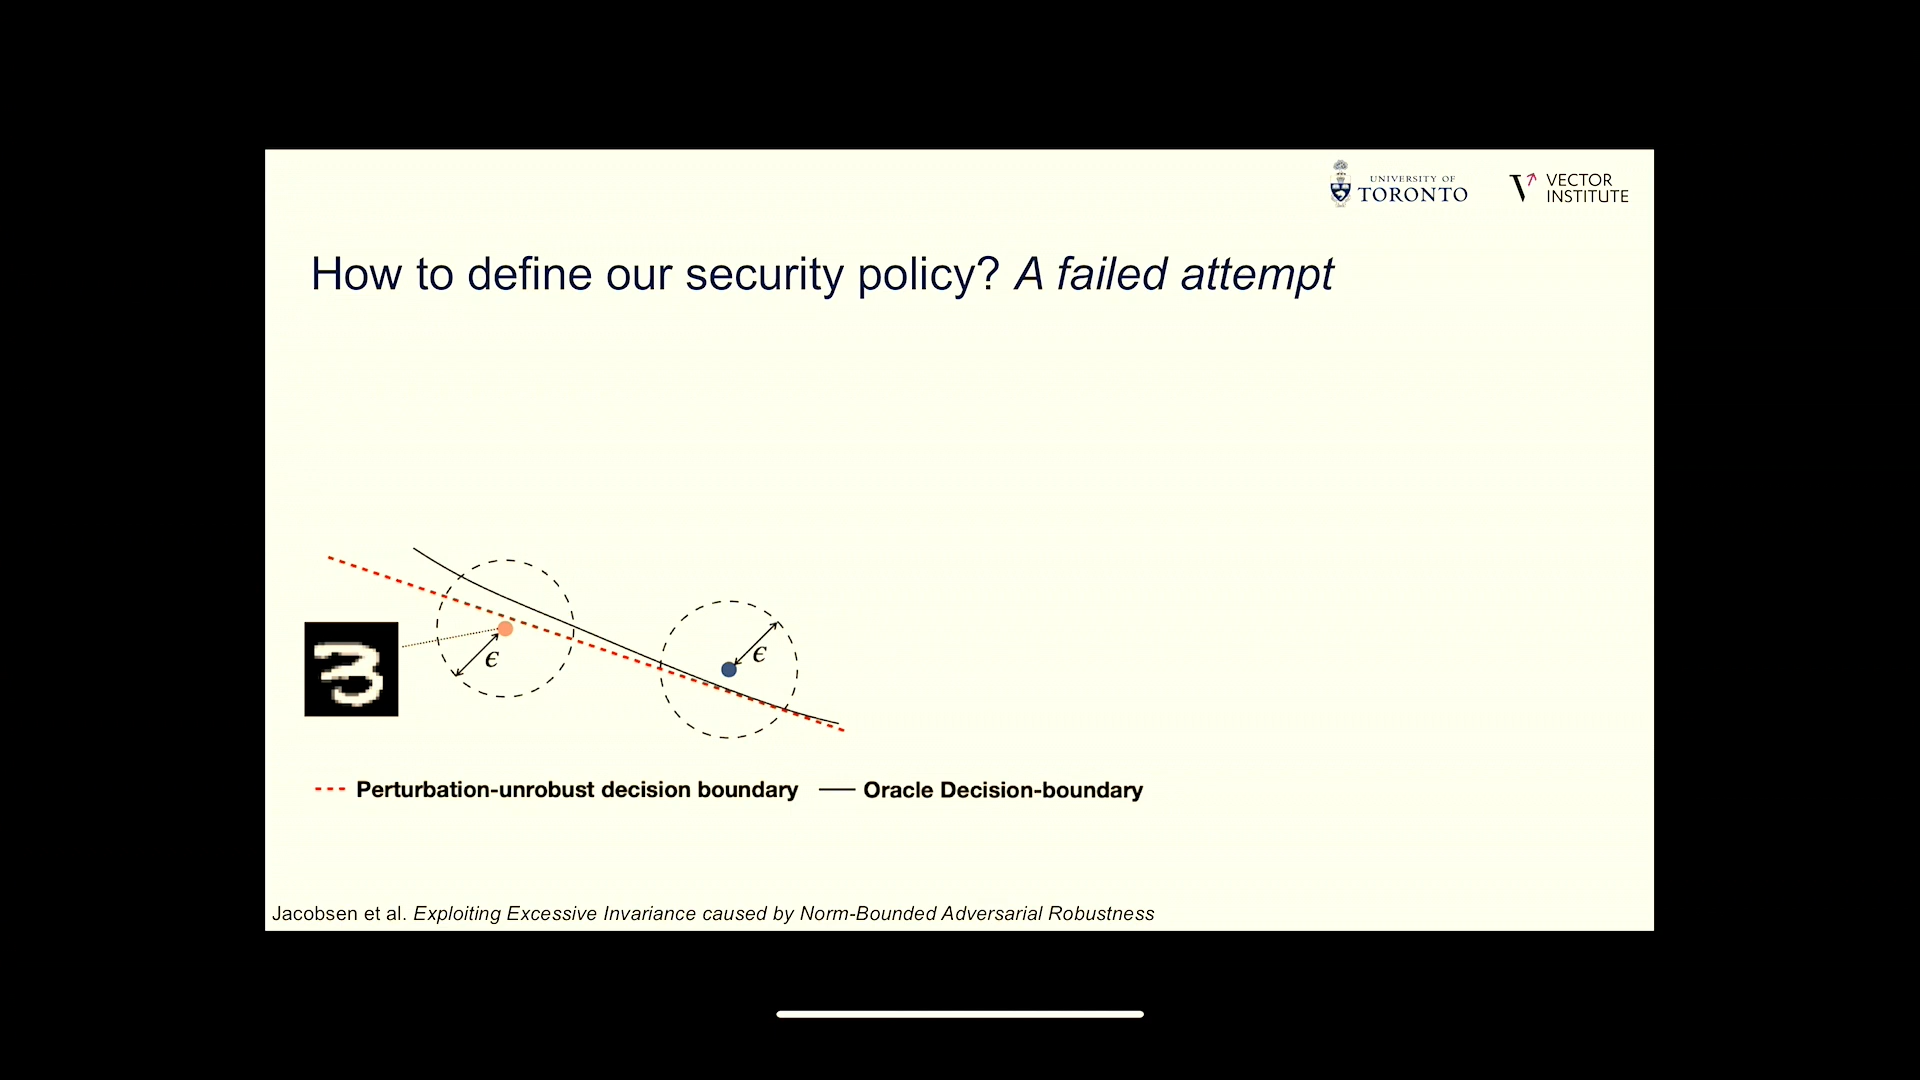 UNIVERSITY OF
TORONTO
VECTOR
INSTITUTE
How to define our security policy? A failed attempt
ϵ
ϵ
3
Perturbation-unrobust decision boundary
Oracle Decision-boundary
Jacobsen et al. Exploiting Excessive Invariance caused by Norm-Bounded Adversarial Robustness